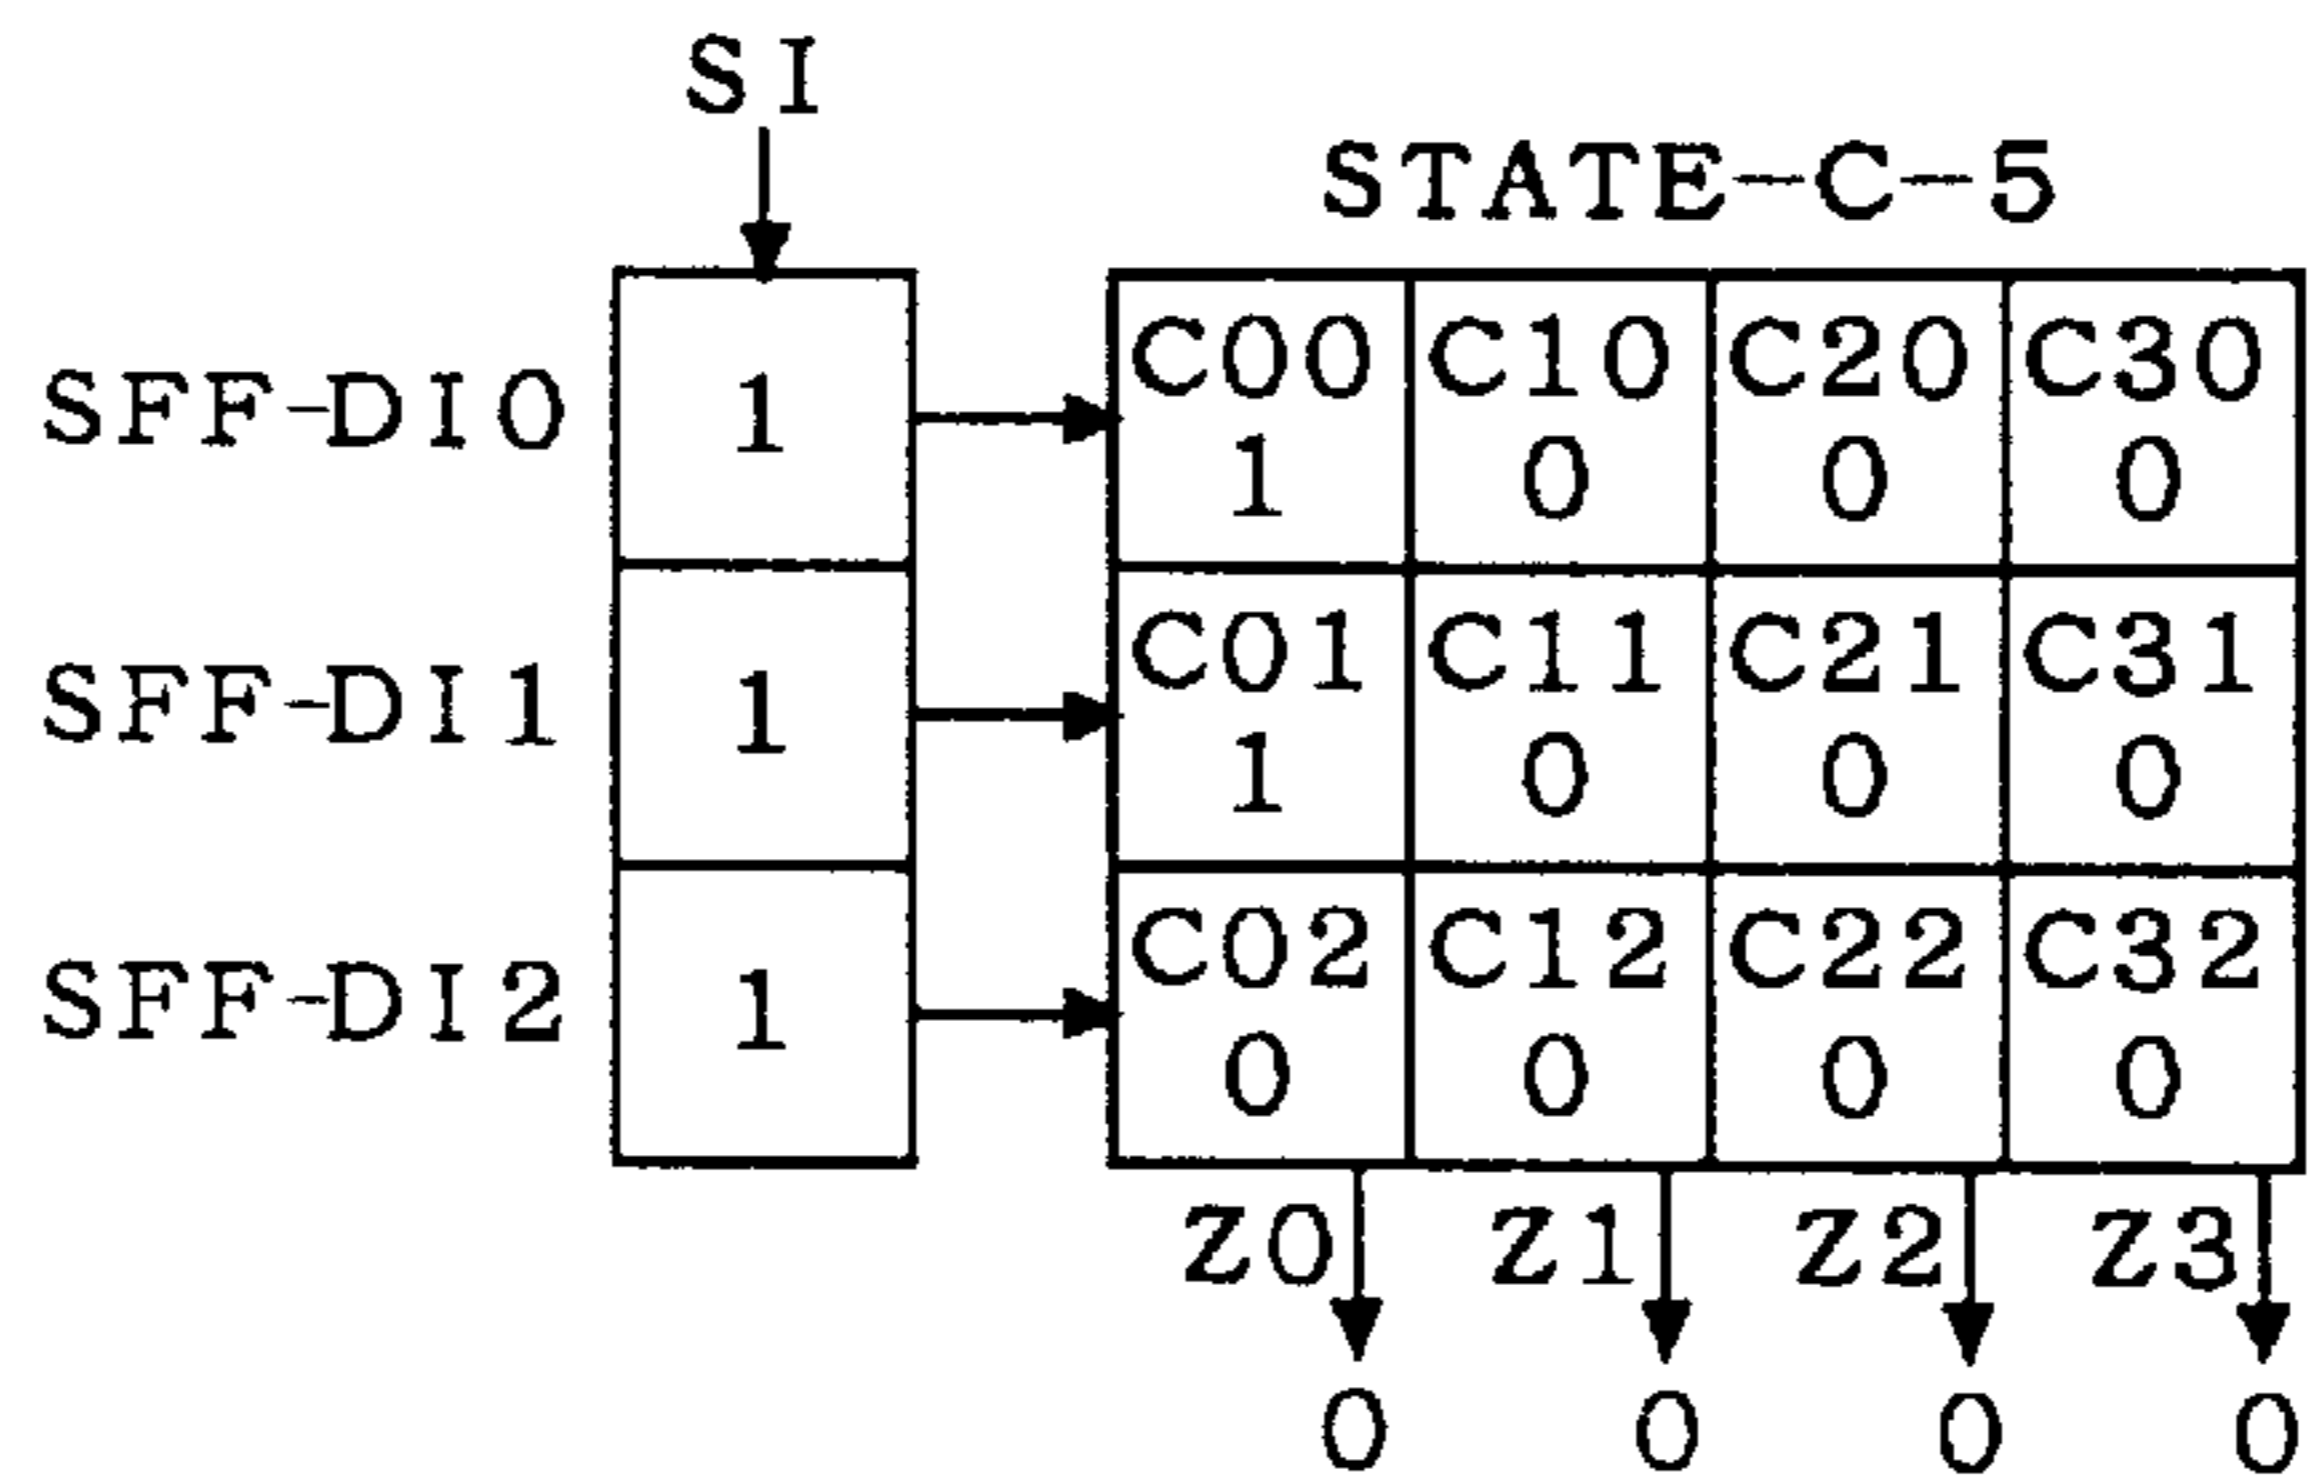 SI
STATE-C-5
C00 C10 C20 C30
SFF-DI0 1 1 0 0 0
C01 C11 C21 C31
SFF-DI1 1 1 0 0 0
C02 C12 C22 C32
SFF-DI2 1 0 0 0 0
Z0 Z1 Z2 Z3
0 0 0 0